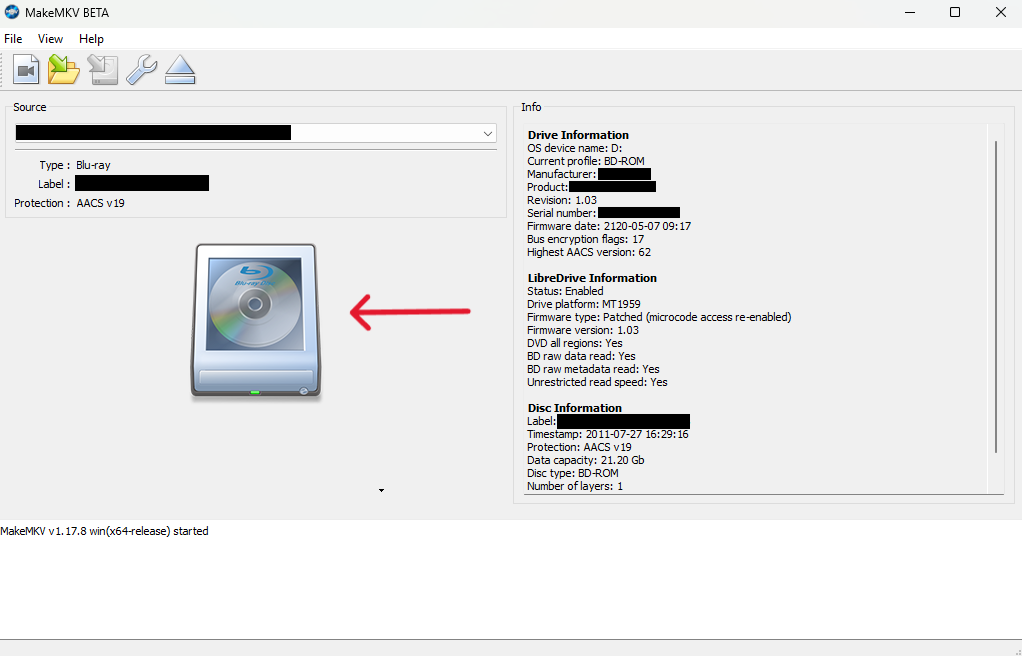 MakeMKV BETA
File View Help
Source
Type : Blu-ray
Label :
Protection : AACS v19
Blu-ray Disc
Info
Drive Information
OS device name: D:
Current profile: BD-ROM
Manufacturer:
Product:
Revision: 1.03
Serial number:
Firmware date: 2120-05-07 09:17
Bus encryption flags: 17
Highest AACS version: 62
LibreDrive Information
Status: Enabled
Drive platform: MT1959
Firmware type: Patched (microcode access re-enabled)
Firmware version: 1.03
DVD all regions: Yes
BD raw data read: Yes
BD raw metadata read: Yes
Unrestricted read speed: Yes
Disc Information
Label:
Timestamp: 2011-07-27 16:29:16
Protection: AACS v19
Data capacity: 21.20 Gb
Disc type: BD-ROM
Number of layers: 1
MakeMKV v1.17.8 win(x64-release) started